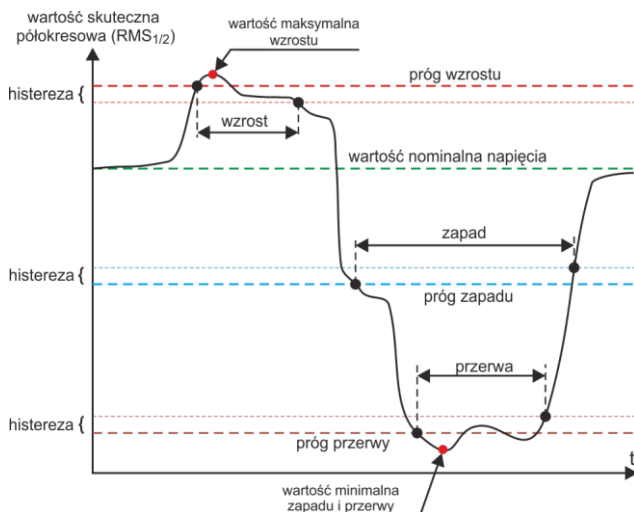 wartość skuteczna
półokresowa (RMS1/2)
wartość maksymalna
wzrostu
próg wzrostu
histereza {
wzrost
wartość nominalna napięcia
zapad
histereza {
próg zapadu
przerwa
histereza {
próg przerwy
t
wartość minimalna
zapadu i przerwy